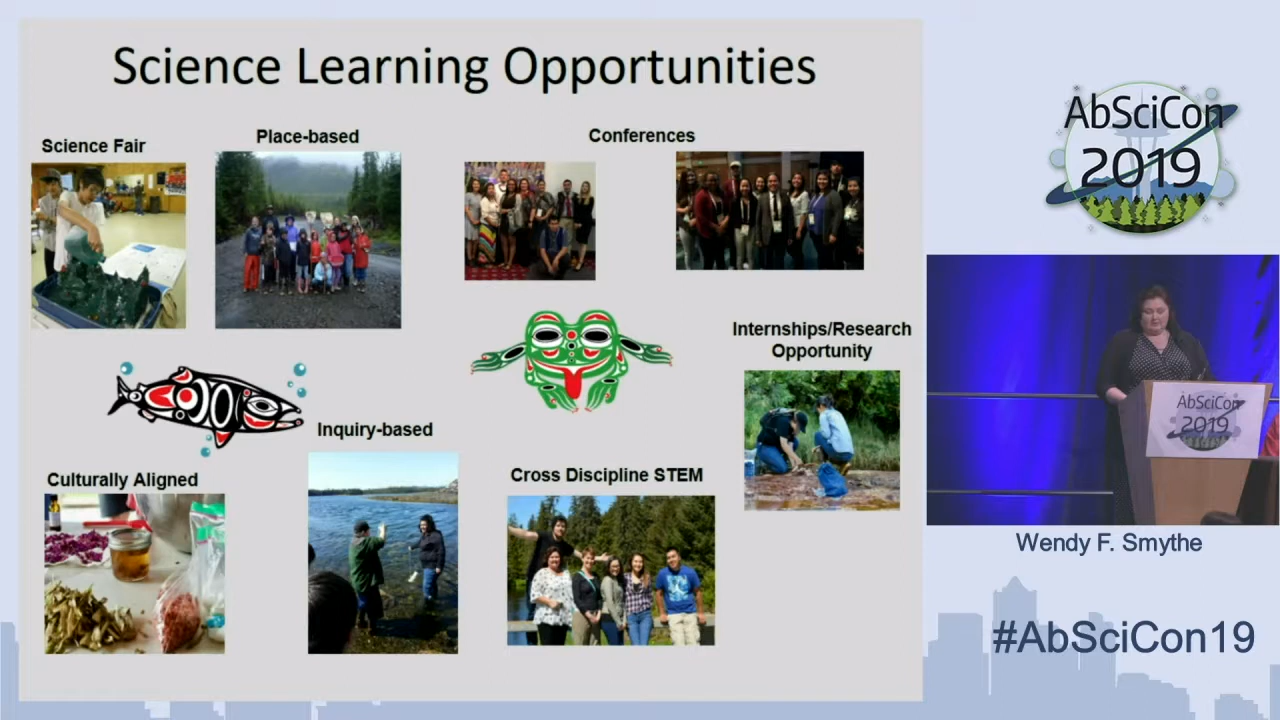 Science Learning Opportunities
Science Fair
Place-based
Conferences
Internships/Research
Opportunity
Inquiry-based
Culturally Aligned
Cross Discipline STEM
AbSciCon
2019
AbSciCon
2019
Wendy F. Smythe
#AbSciCon19